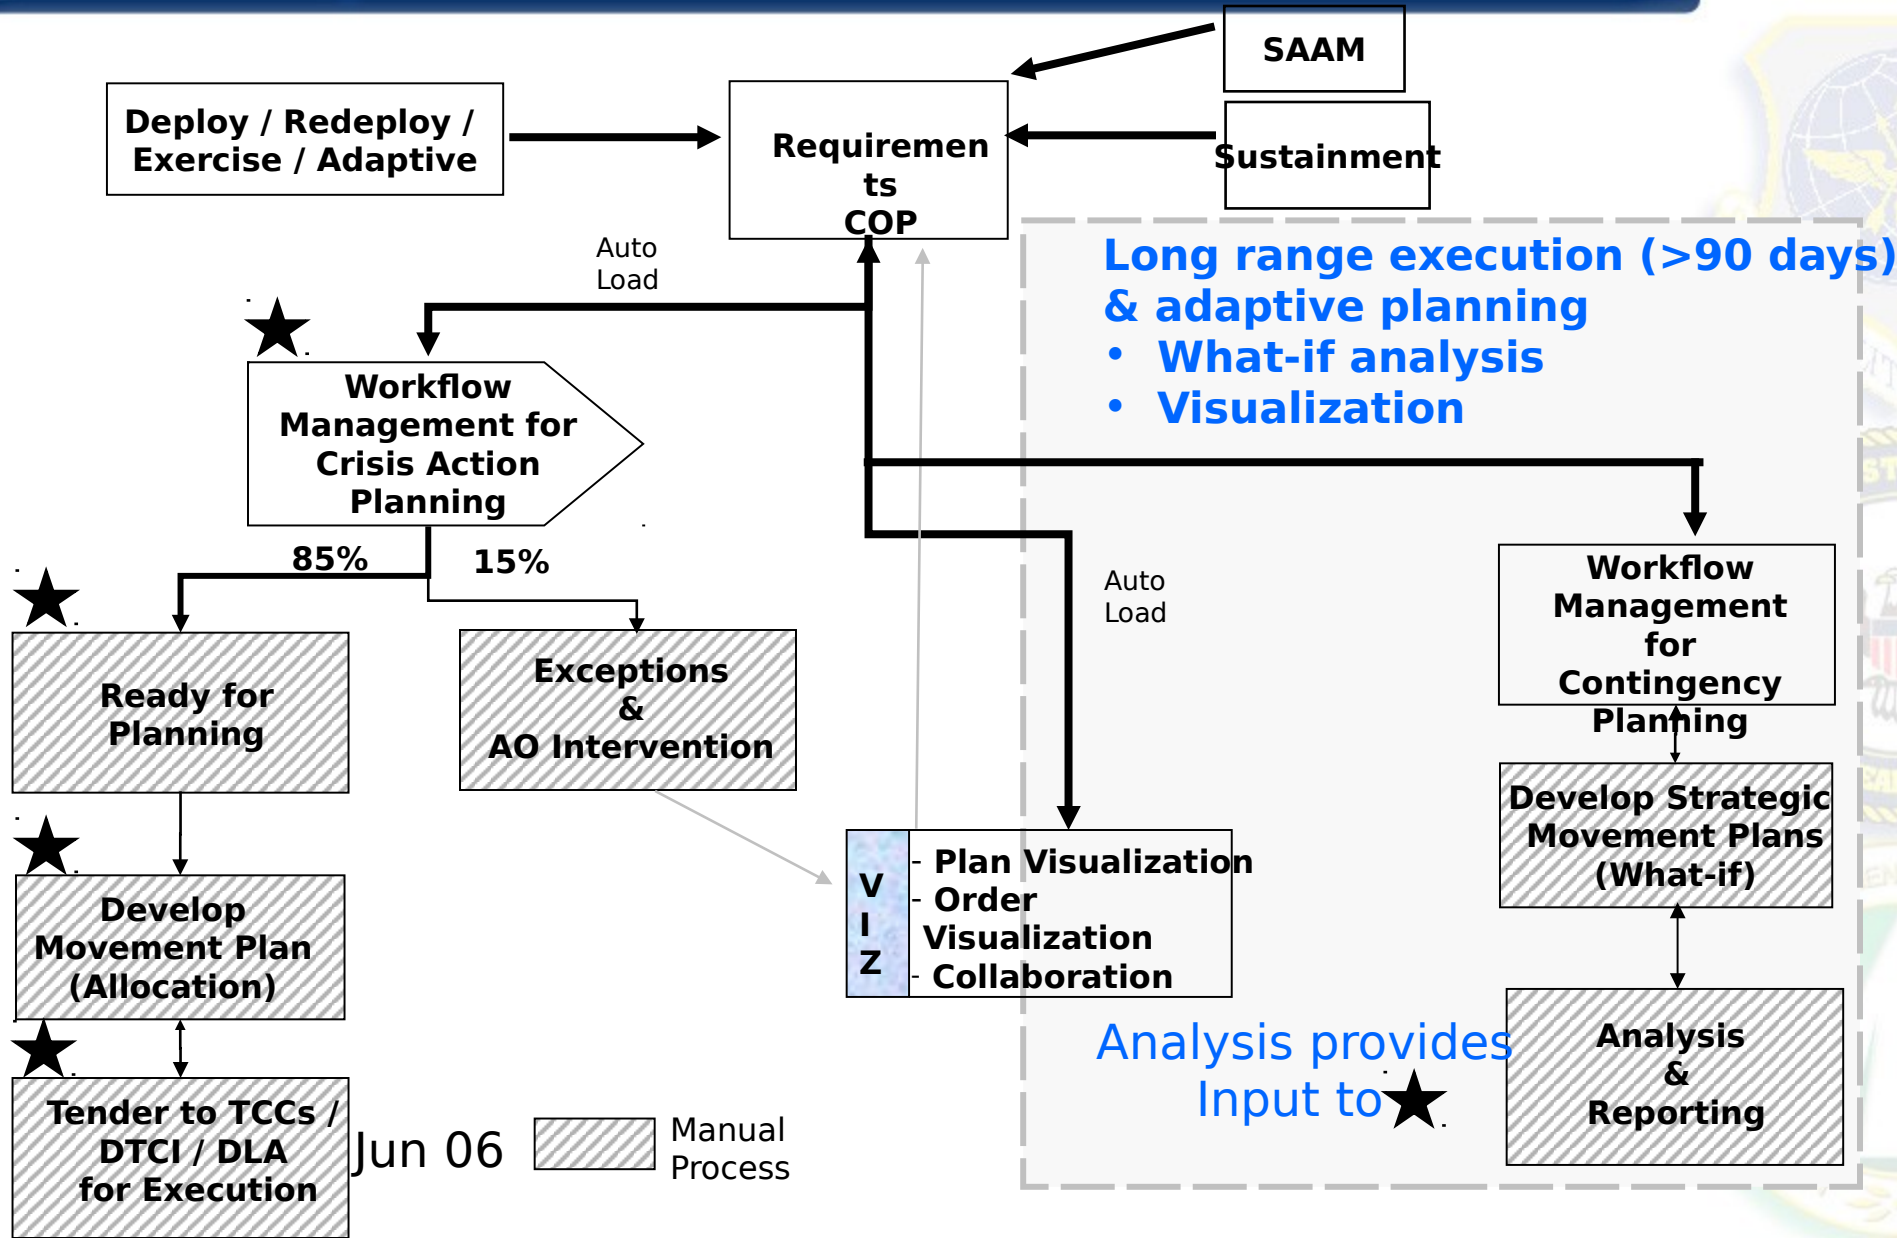 SAAM
Deploy / Redeploy /
Exercise / Adaptive
Requiremen
ts
COP
Sustainment
Auto
Load
Long range execution (>90 days)
& adaptive planning
• What-if analysis
• Visualization
Workflow
Management for
Crisis Action
Planning
85%
15%
Auto
Load
Workflow
Management
for
Contingency
Planning
Ready for
Planning
Exceptions
&
AO Intervention
Develop Strategic
Movement Plans
(What-if)
V
I
Z
- Plan Visualization
- Order
Visualization
- Collaboration
Develop
Movement Plan
(Allocation)
Analysis provides
Input to
Analysis
&
Reporting
Tender to TCCs /
DTCI / DLA
for Execution
Jun 06
Manual
Process